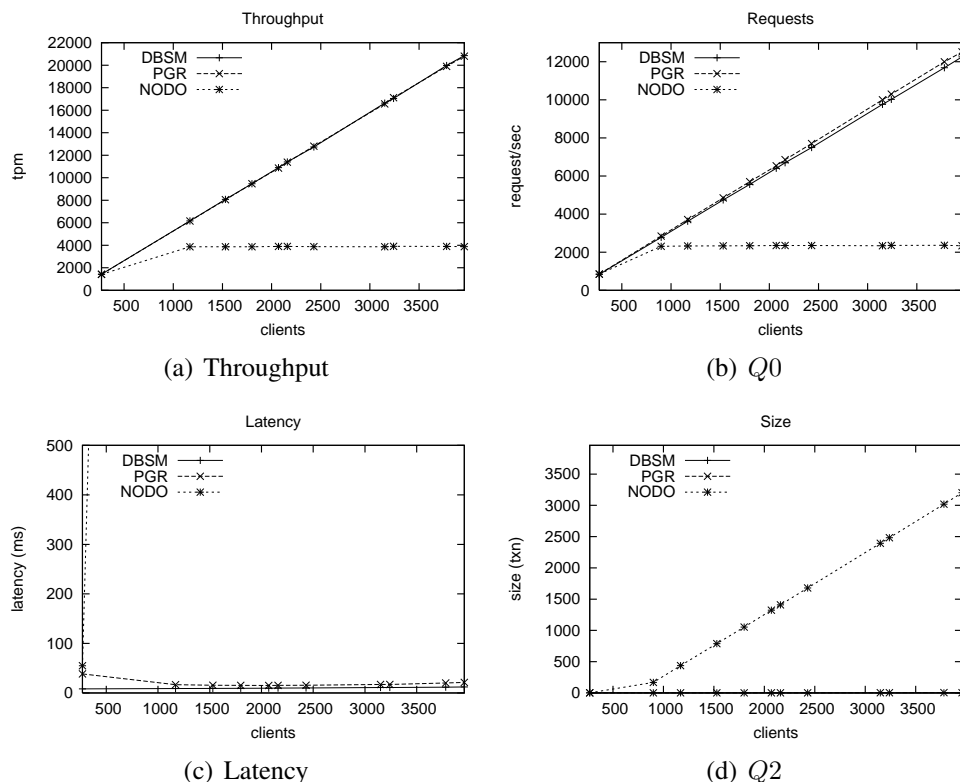 Throughput
tpm
22000
20000
18000
16000
14000
12000
10000
8000
6000
4000
2000
0
DBSM
PGR
NODO
500 1000 1500 2000 2500 3000 3500
clients
(a) Throughput
Requests
request/sec
12000
10000
8000
6000
4000
2000
0
DBSM
PGR
NODO
500 1000 1500 2000 2500 3000 3500
clients
(b) Q0
Latency
latency (ms)
500
400
300
200
100
0
DBSM
PGR
NODO
500 1000 1500 2000 2500 3000 3500
clients
(c) Latency
Size
size (txn)
3500
3000
2500
2000
1500
1000
500
0
DBSM
PGR
NODO
500 1000 1500 2000 2500 3000 3500
clients
(d) Q2